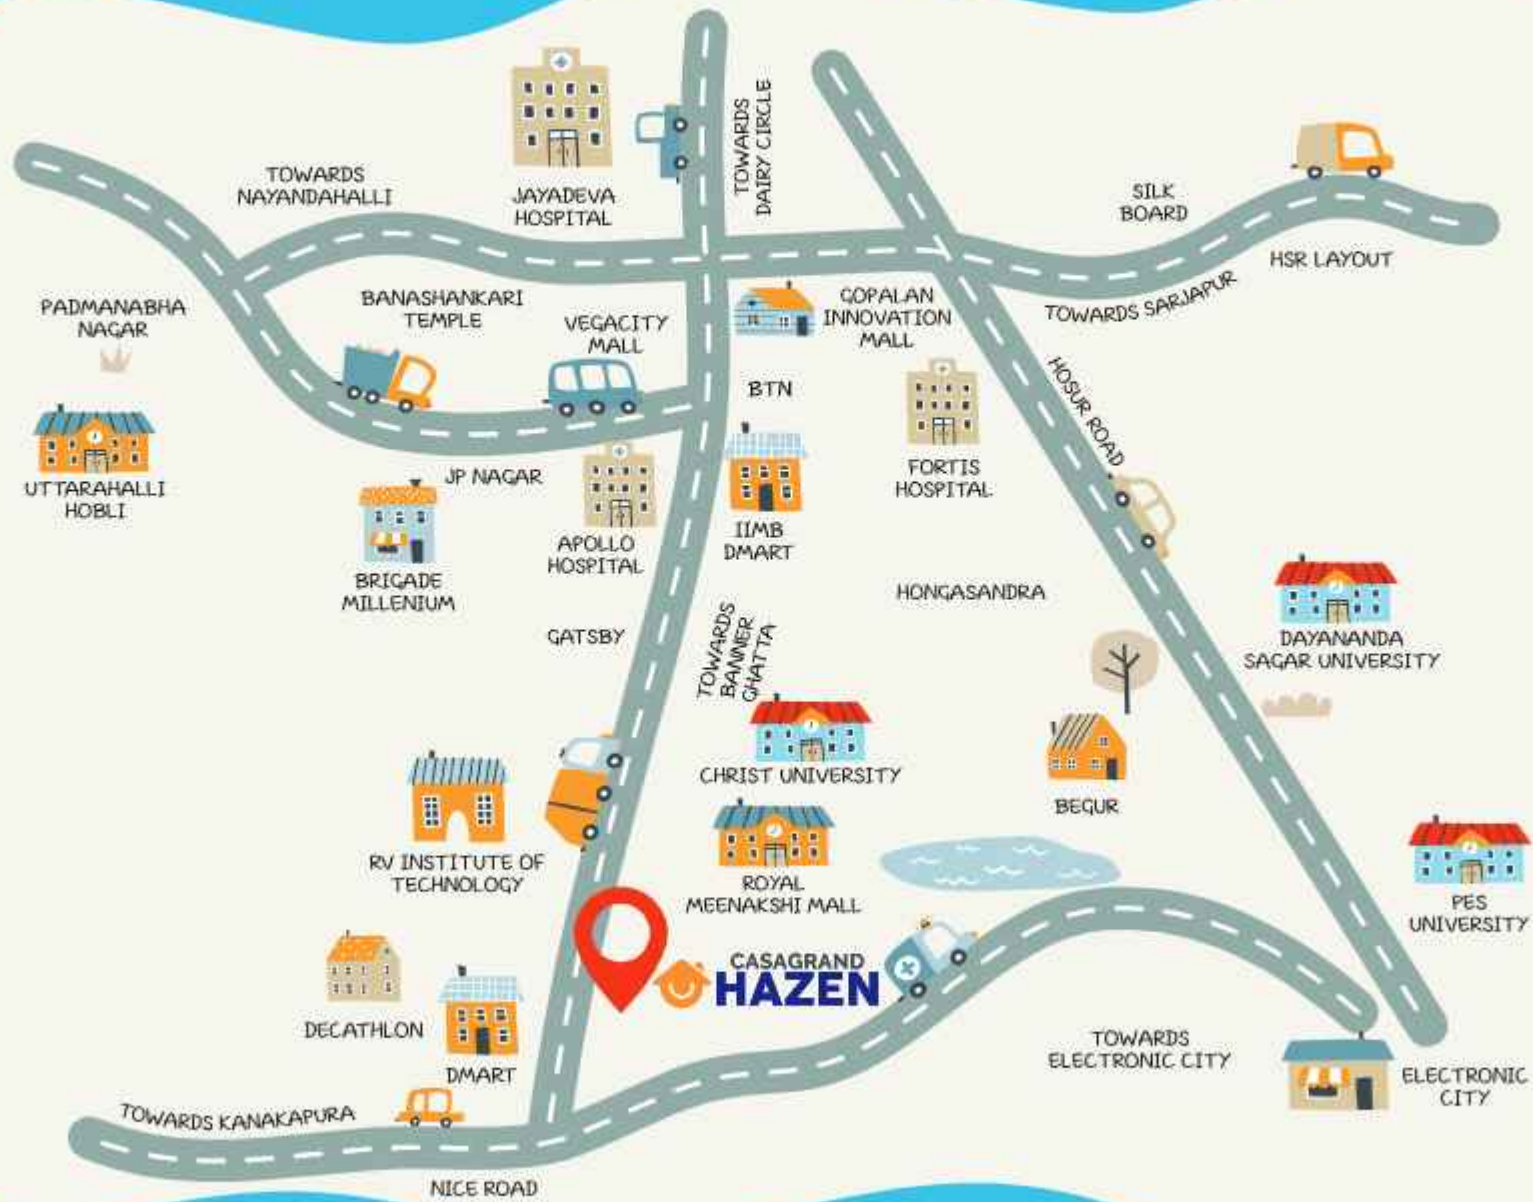 TOWARDS
DAIRY CIRCLE
TOWARDS
NAYANDAHALLI
JAYADEVA
HOSPITAL
SILK
BOARD
HSR LAYOUT
TOWARDS SARJAPUR
PADMANABHA
NAGAR
BANASHANKARI
TEMPLE
VEGACITY
MALL
GOPALAN
INNOVATION
MALL
BTN
HOSUR ROAD
UTTARAHALLI
HOBLI
JP NAGAR
FORTIS
HOSPITAL
BRIGADE
MILLENIUM
APOLLO
HOSPITAL
IIMB
DMART
HONGASANDRA
GATSBY
TOWARDS
BANNER
GHATTA
DAYANANDA
SAGAR UNIVERSITY
CHRIST UNIVERSITY
BEGUR
RV INSTITUTE OF
TECHNOLOGY
ROYAL
MEENAKSHI MALL
PES
UNIVERSITY
CASAGRAND
HAZEN
DECATHLON
DMART
TOWARDS
ELECTRONIC CITY
ELECTRONIC
CITY
TOWARDS KANAKAPURA
NICE ROAD